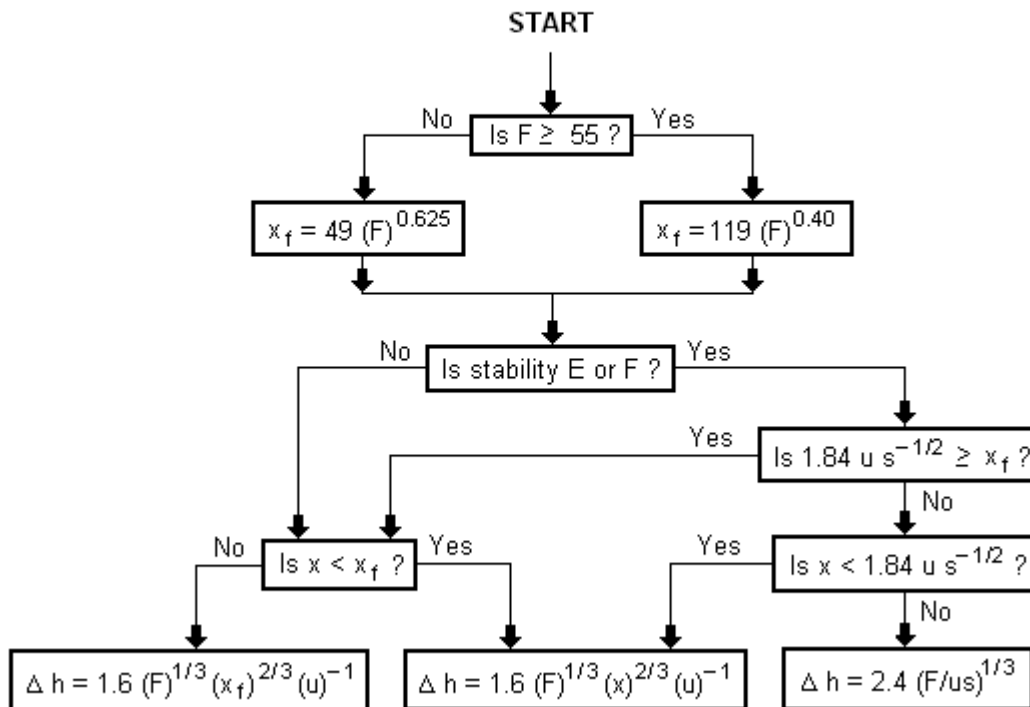 START
No
Is F ≥ 55 ?
Yes
x_f = 49 (F)^0.625
x_f = 119 (F)^0.40
No
Is stability E or F ?
Yes
Yes
Is 1.84 u s^−1/2 ≥ x_f ?
No
No
Is x < x_f ?
Yes
Yes
Is x < 1.84 u s^−1/2 ?
No
Δ h = 1.6 (F)^1/3 (x_f)^2/3 (u)^−1
Δ h = 1.6 (F)^1/3 (x)^2/3 (u)^−1
Δ h = 2.4 (F/us)^1/3